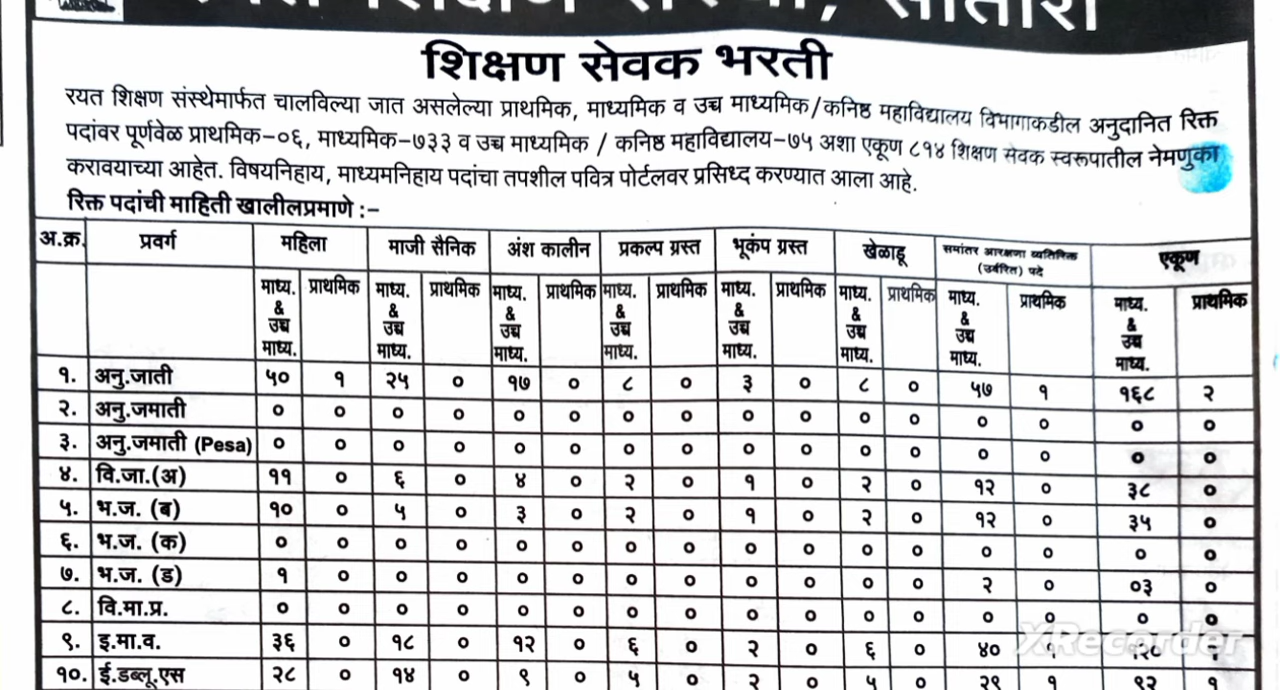 शिक्षण सेवक भरती
रयत शिक्षण संस्थेमार्फत चालविल्या जात असलेल्या प्राथमिक, माध्यमिक व उच्च माध्यमिक/कनिष्ठ महाविद्यालय विभागाकडील अनुदानित रिक्त
पदांवर पूर्णवेळ प्राथमिक-०६, माध्यमिक-७३३ व उच्च माध्यमिक / कनिष्ठ महाविद्यालय-७५ अशा एकूण ८१४ शिक्षण सेवक स्वरूपातील नेमणुका
करावयाच्या आहेत. विषयनिहाय, माध्यमनिहाय पदांचा तपशील पवित्र पोर्टलवर प्रसिध्द करण्यात आला आहे.
रिक्त पदांची माहिती खालीलप्रमाणे :-
अ.क्र. प्रवर्ग महिला माजी सैनिक अंश कालीन प्रकल्प ग्रस्त भूकंप ग्रस्त खेळाडू समांतर आरक्षणा व्यतिरिक्त (उर्वरित) पदे एकूण
माध्य. & उच्च माध्य. प्राथमिक माध्य. & उच्च माध्य. प्राथमिक माध्य. & उच्च माध्य. प्राथमिक माध्य. & उच्च माध्य. प्राथमिक माध्य. & उच्च माध्य. प्राथमिक माध्य. & उच्च माध्य. प्राथमिक माध्य. & उच्च माध्य. प्राथमिक माध्य. & उच्च माध्य. प्राथमिक
१. अनु.जाती ५० १ २५ ० १७ ० ८ ० ३ ० ८ ० ५७ १ १६८ २
२. अनु.जमाती ० ० ० ० ० ० ० ० ० ० ० ० ० ० ० ०
३. अनु.जमाती (Pesa) ० ० ० ० ० ० ० ० ० ० ० ० ० ० ० ०
४. वि.जा.(अ) ११ ० ६ ० ४ ० २ ० १ ० २ ० १२ ० ३८ ०
५. भ.ज. (ब) १० ० ५ ० ३ ० २ ० १ ० २ ० १२ ० ३५ ०
६. भ.ज. (क) ० ० ० ० ० ० ० ० ० ० ० ० ० ० ० ०
७. भ.ज. (ड) १ ० ० ० ० ० ० ० ० ० ० ० २ ० ०३ ०
८. वि.मा.प्र. ० ० ० ० ० ० ० ० ० ० ० ० ० ० ० ०
९. इ.मा.व. ३६ ० १८ ० १२ ० ६ ० २ ० ६ ० ४० १ १२८ १
१०. ई.डब्लू.एस २८ ० १४ ० ९ ० ५ ० २ ० ५ ० २९ १ ९२ १
XRecorder